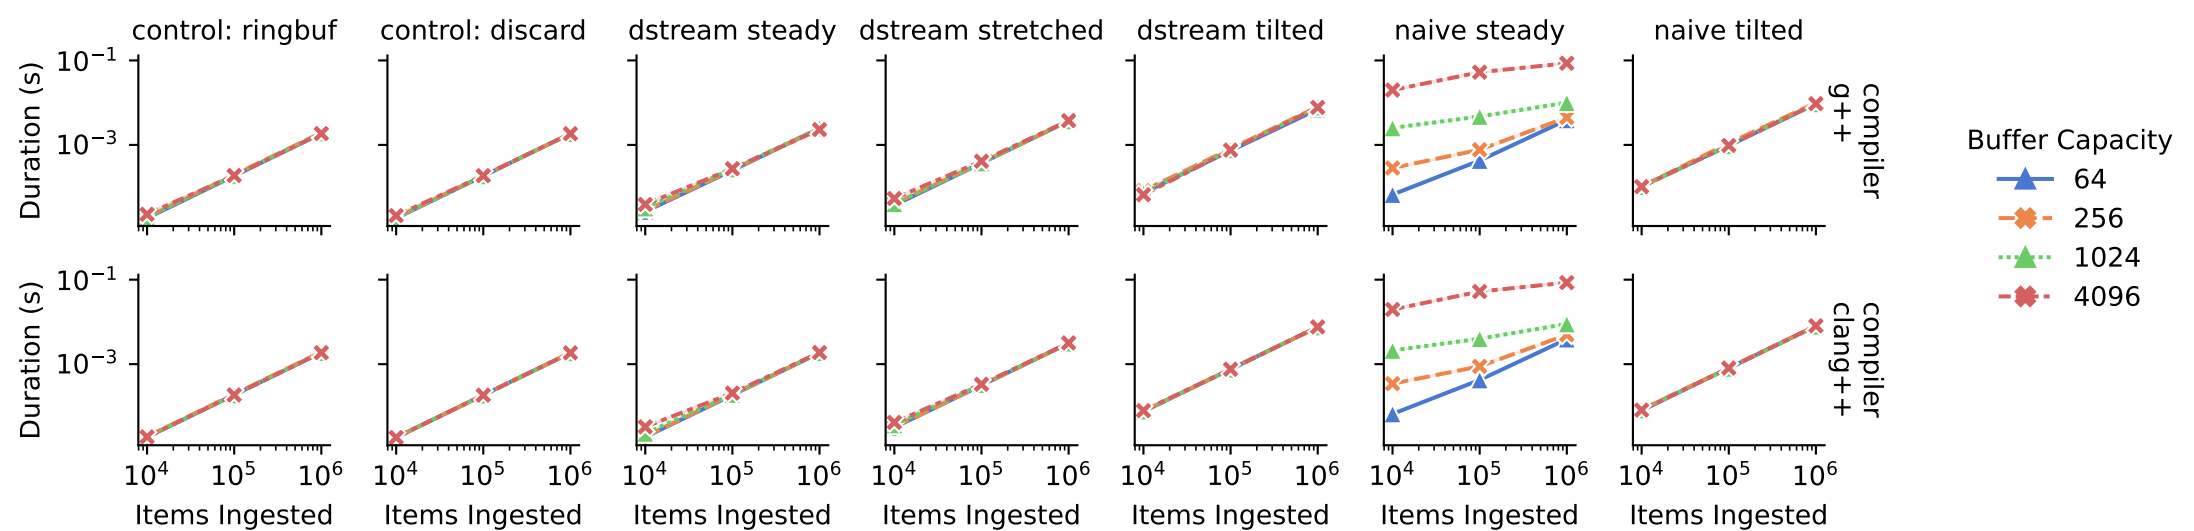 control: ringbuf
control: discard
dstream steady
dstream stretched
dstream tilted
naive steady
naive tilted
Duration (s)
10⁻¹
10⁻³
compiler
g++
Buffer Capacity
64
256
1024
4096
Duration (s)
10⁻¹
10⁻³
compiler
clang++
10⁴ 10⁵ 10⁶
10⁴ 10⁵ 10⁶
10⁴ 10⁵ 10⁶
10⁴ 10⁵ 10⁶
10⁴ 10⁵ 10⁶
10⁴ 10⁵ 10⁶
10⁴ 10⁵ 10⁶
Items Ingested
Items Ingested
Items Ingested
Items Ingested
Items Ingested
Items Ingested
Items Ingested